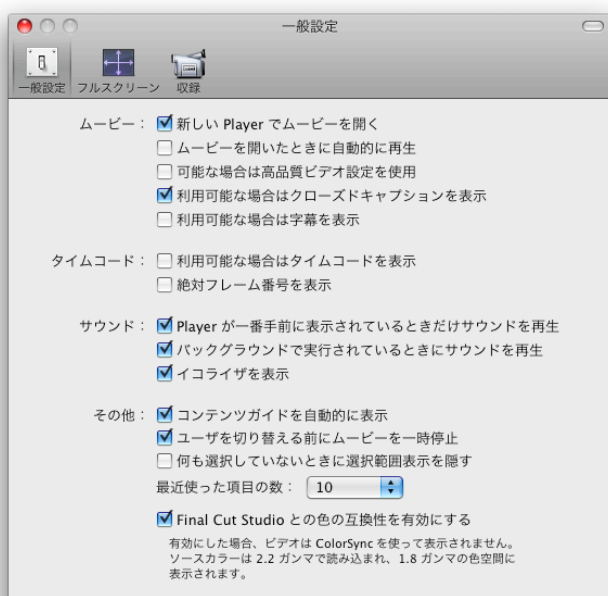 一般設定
一般設定 フルスクリーン 収録
ムービー： 新しい Player でムービーを開く
ムービーを開いたときに自動的に再生
可能な場合は高品質ビデオ設定を使用
利用可能な場合はクローズドキャプションを表示
利用可能な場合は字幕を表示
タイムコード： 利用可能な場合はタイムコードを表示
絶対フレーム番号を表示
サウンド： Player が一番手前に表示されているときだけサウンドを再生
バックグラウンドで実行されているときにサウンドを再生
イコライザを表示
その他： コンテンツガイドを自動的に表示
ユーザを切り替える前にムービーを一時停止
何も選択していないときに選択範囲表示を隠す
最近使った項目の数： 10
Final Cut Studio との色の互換性を有効にする
有効にした場合、ビデオは ColorSync を使って表示されません。
ソースカラーは 2.2 ガンマで読み込まれ、1.8 ガンマの色空間に
表示されます。